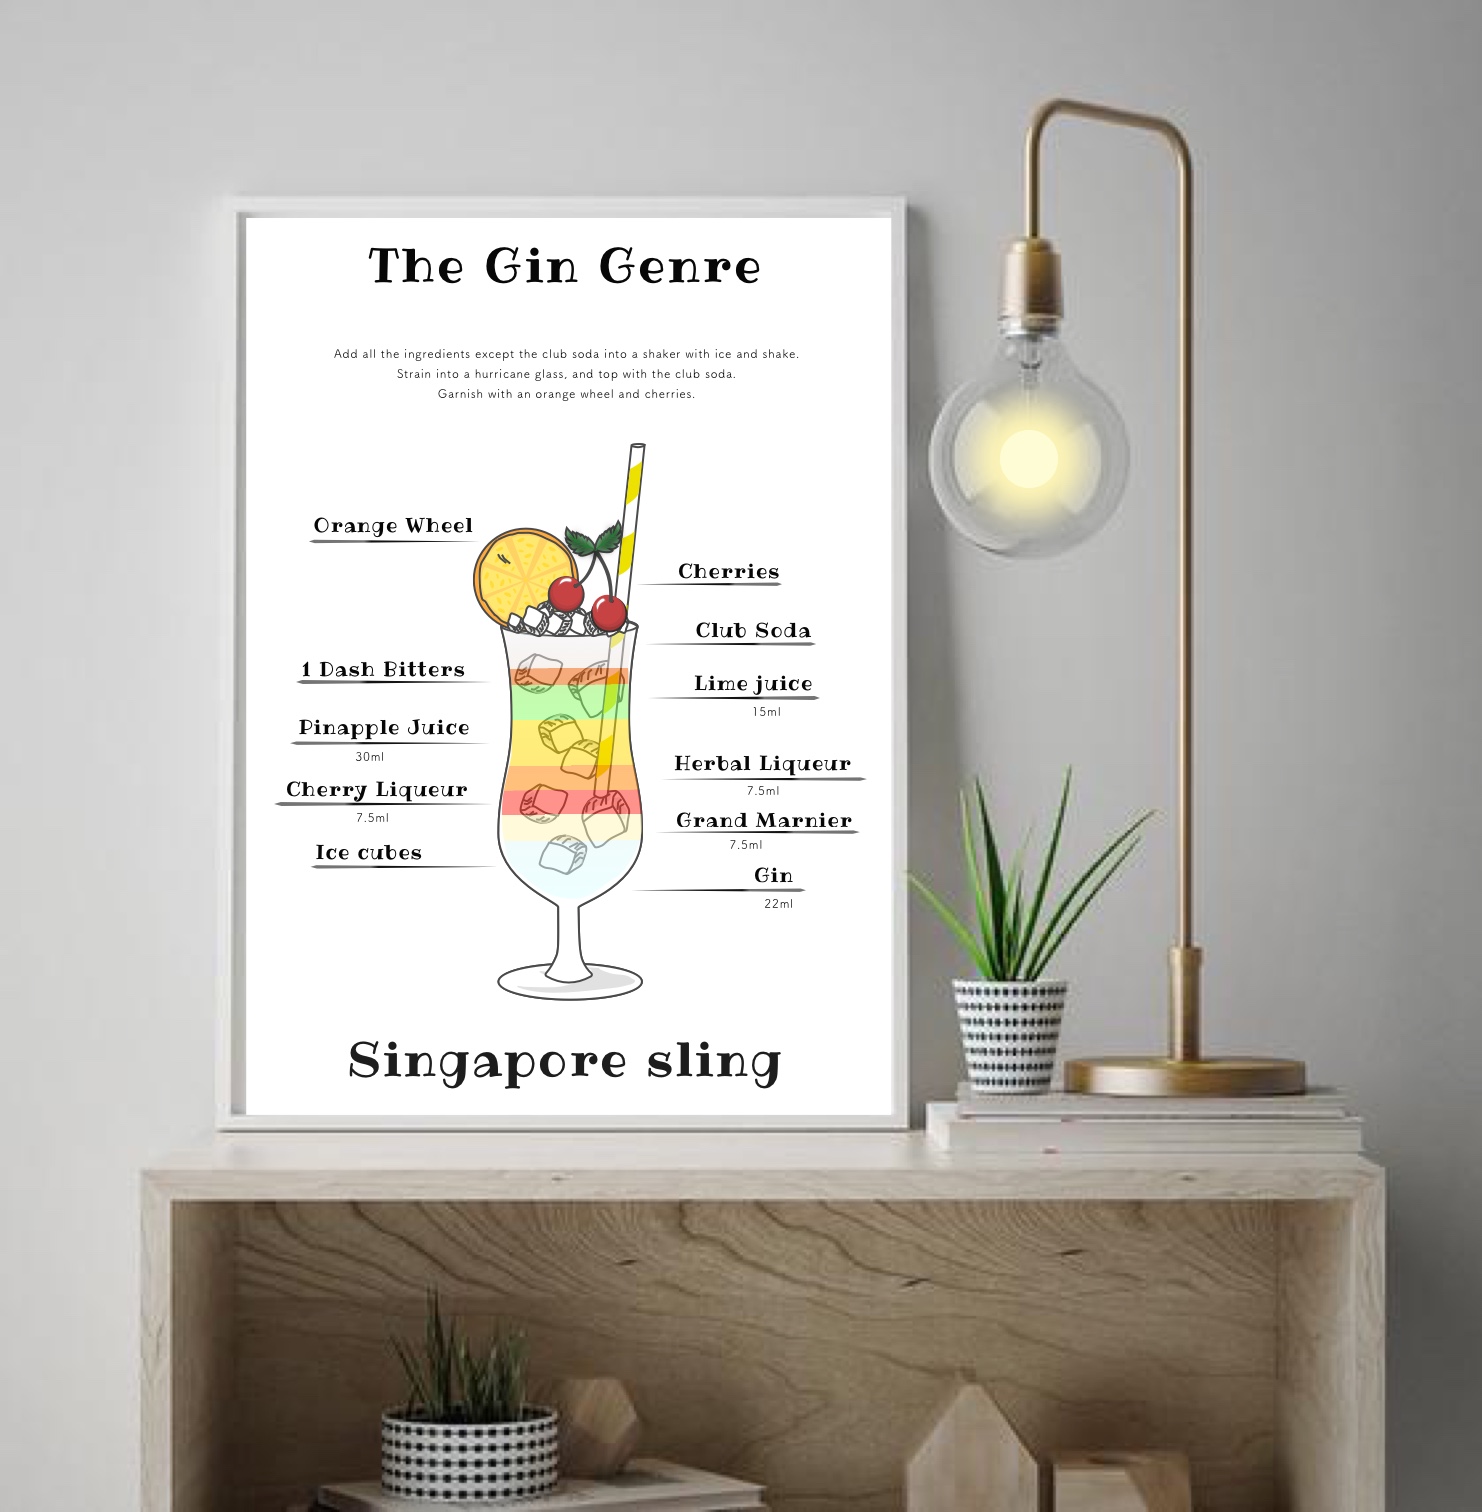 The Gin Genre
Add all the ingredients except the club soda into a shaker with ice and shake.
Strain into a hurricane glass, and top with the club soda.
Garnish with an orange wheel and cherries.
Orange Wheel
Cherries
Club Soda
1 Dash Bitters
Lime juice
15ml
Pinapple Juice
30ml
Herbal Liqueur
7.5ml
Cherry Liqueur
7.5ml
Grand Marnier
7.5ml
Ice cubes
Gin
22ml
Singapore sling